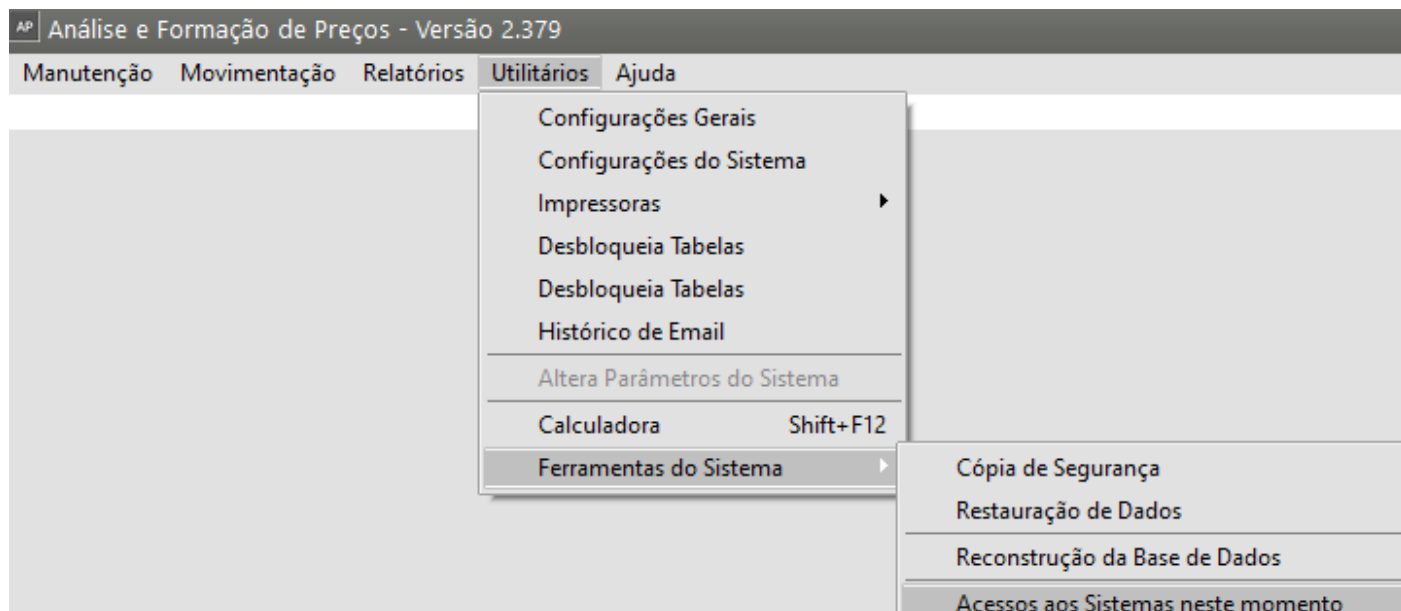 AP Análise e Formação de Preços - Versão 2.379
Manutenção Movimentação Relatórios Utilitários Ajuda
Configurações Gerais
Configurações do Sistema
Impressoras
Desbloqueia Tabelas
Desbloqueia Tabelas
Histórico de Email
Altera Parâmetros do Sistema
Calculadora Shift+F12
Ferramentas do Sistema
Cópia de Segurança
Restauração de Dados
Reconstrução da Base de Dados
Acessos aos Sistemas neste momento